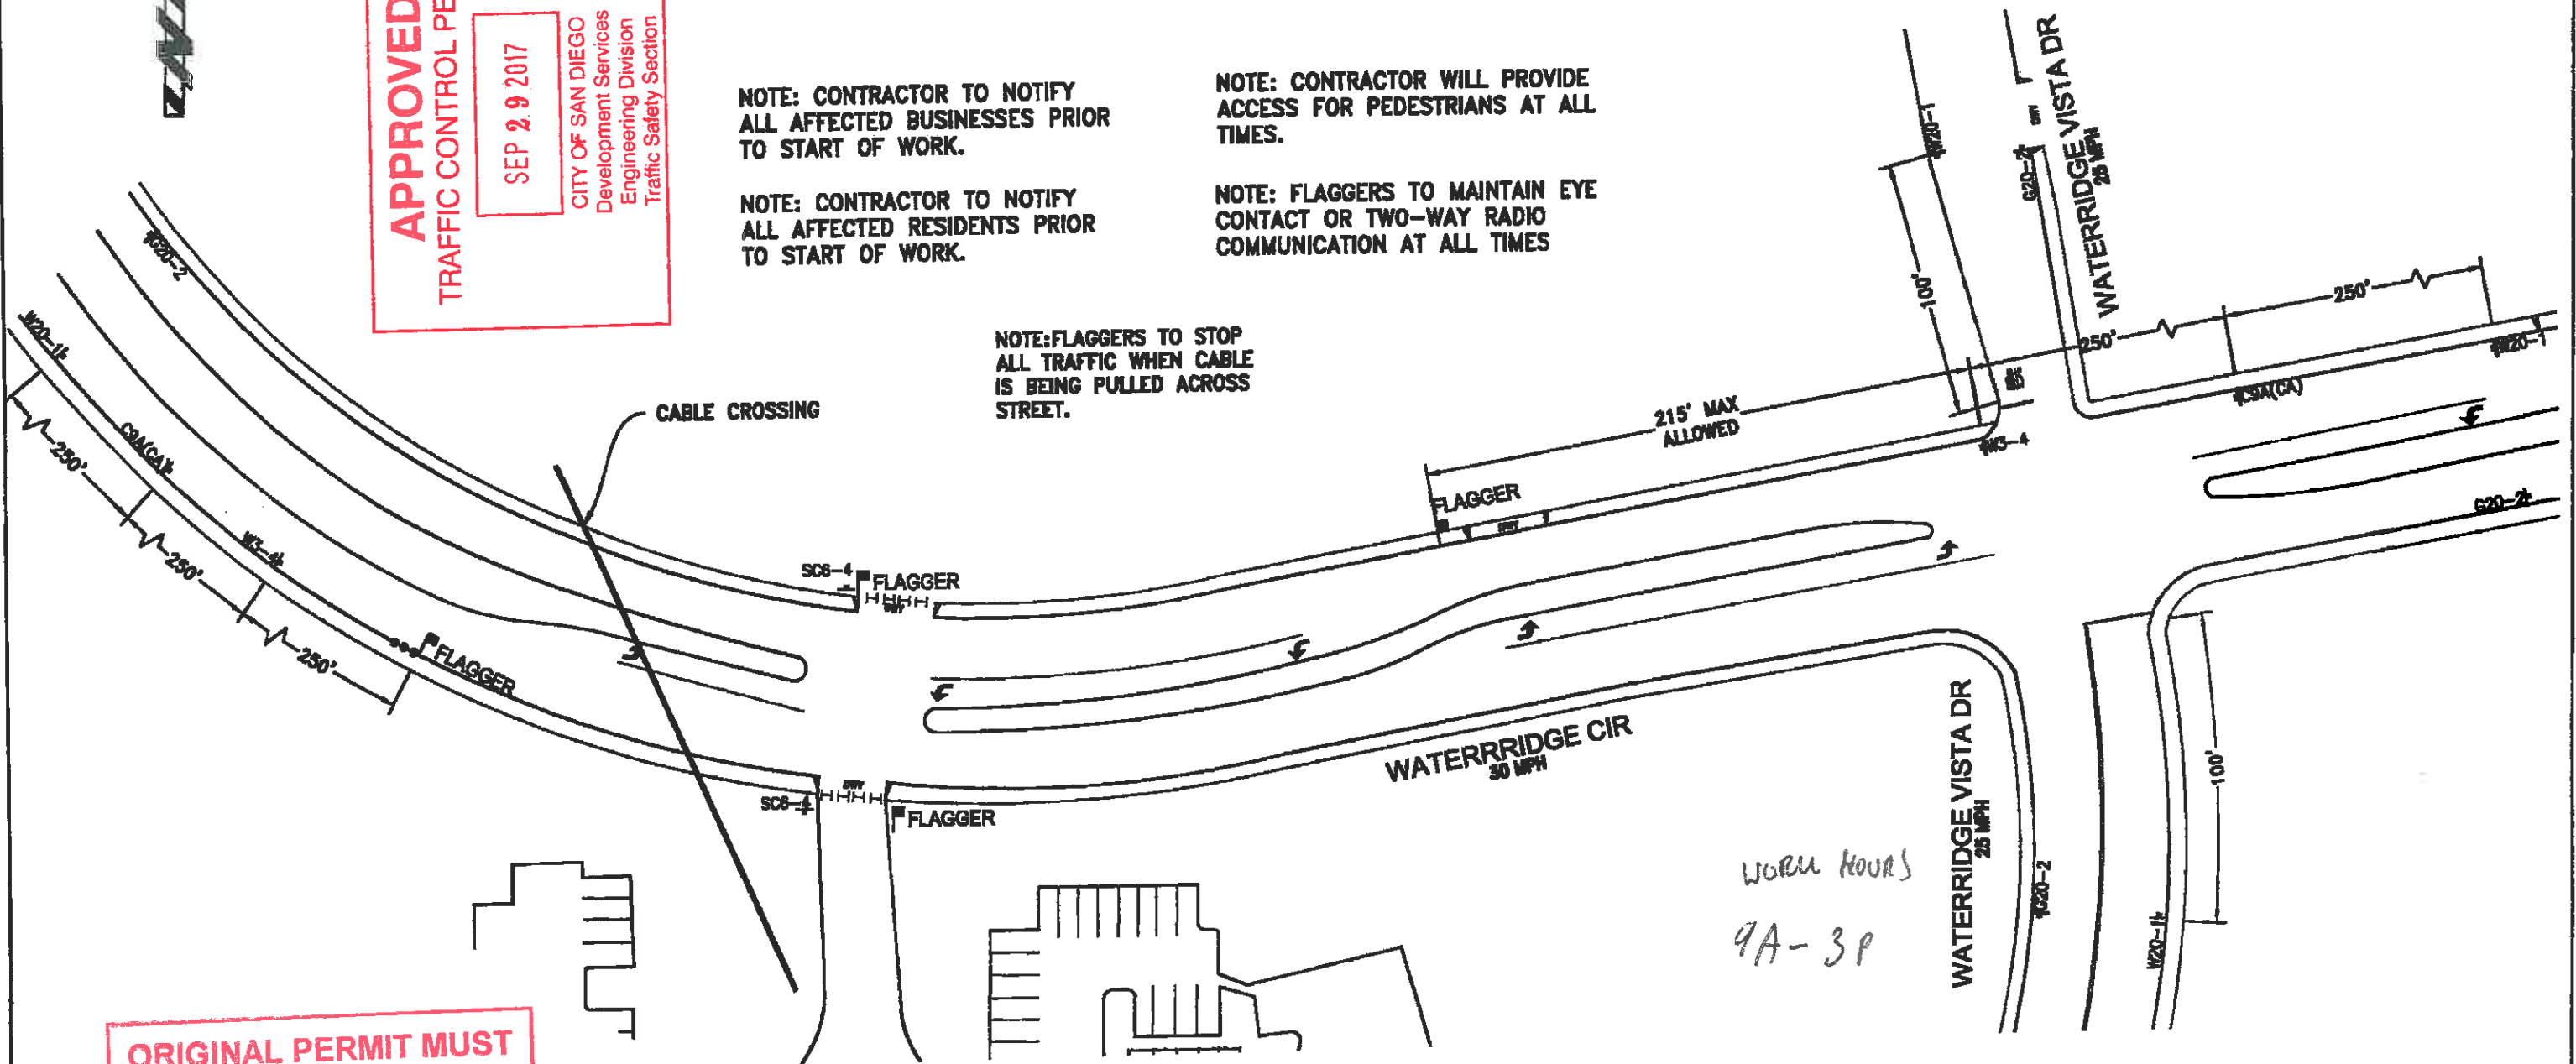 APPROVED
TRAFFIC CONTROL PE
SEP 29 2017
CITY OF SAN DIEGO
Development Services
Engineering Division
Traffic Safety Section
NOTE: CONTRACTOR TO NOTIFY
ALL AFFECTED BUSINESSES PRIOR
TO START OF WORK.
NOTE: CONTRACTOR TO NOTIFY
ALL AFFECTED RESIDENTS PRIOR
TO START OF WORK.
NOTE: CONTRACTOR WILL PROVIDE
ACCESS FOR PEDESTRIANS AT ALL
TIMES.
NOTE: FLAGGERS TO MAINTAIN EYE
CONTACT OR TWO-WAY RADIO
COMMUNICATION AT ALL TIMES
NOTE:FLAGGERS TO STOP
ALL TRAFFIC WHEN CABLE
IS BEING PULLED ACROSS
STREET.
CABLE CROSSING
G20-2
W20-1
C9A(CA)
W3-4
250'
250'
250'
FLAGGER
SC6-4
FLAGGER
DWY
SC6-4
DWY
FLAGGER
FLAGGER
DWY
215' MAX
ALLOWED
W3-4
100'
W20-1
G20-2
DWY
WATERRIDGE VISTA DR
25 MPH
250'
250'
W20-1
C9A(CA)
G20-2
WATERRRIDGE CIR
30 MPH
WATERRIDGE VISTA DR
25 MPH
G20-2
W20-1
100'
WORK HOURS
9A-3P
ORIGINAL PERMIT MUST